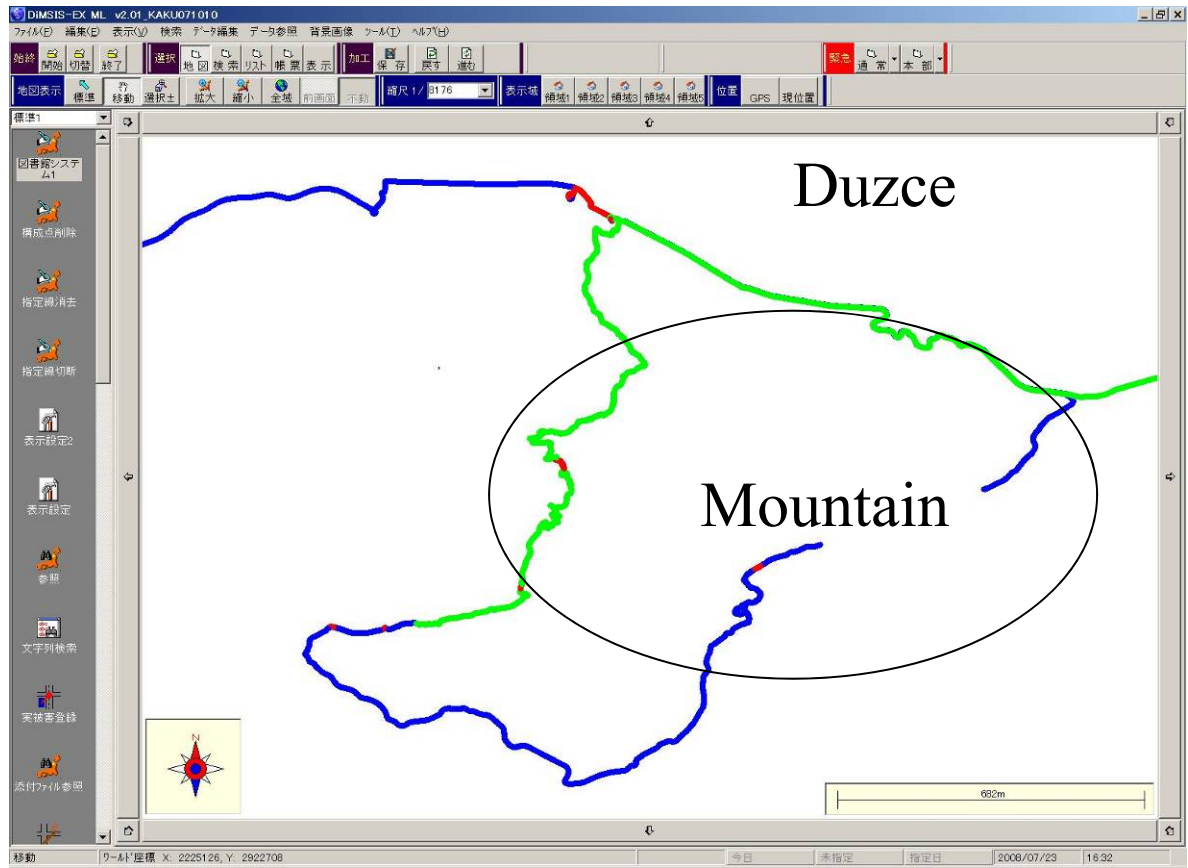 DiMSIS-EX ML v2.01_KAKU071010
ファイル(F) 編集(E) 表示(V) 検索 データ編集 データ参照 背景画像 ツール(T) ヘルプ(H)
始終 開始 切替 終了 選択 地図 検索 リスト 帳票 表示 加工 保存 戻す 進む 緊急 通常 本部
地図表示 標準 移動 選択± 拡大 縮小 全域 前画面 不動 縮尺 1/ 8176 表示域 領域1 領域2 領域3 領域4 領域5 位置 GPS 現位置
標準1
図書館システ
ム1
構成点削除
指定線消去
指定線切断
表示設定2
表示設定
参照
文字列検索
実被害登録
添付ファイル参照
Duzce
Mountain
N
682m
移動 ワールド座標 X: 2225126, Y: 2922708 今日 未指定 指定日 2008/07/23 16:32